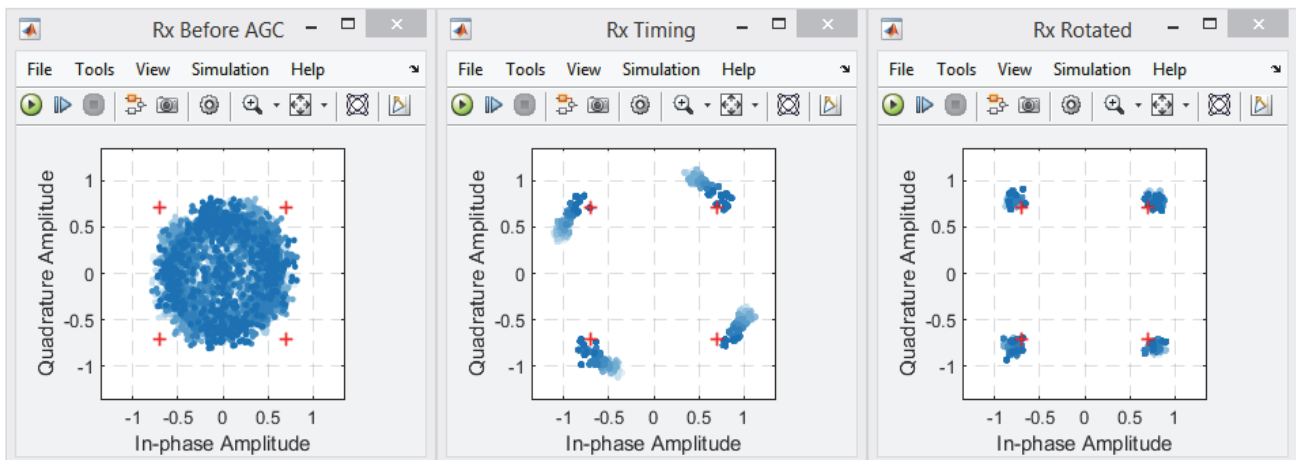 Rx Before AGC
File Tools View Simulation Help
Quadrature Amplitude
1
0.5
0
-0.5
-1
-1 -0.5 0 0.5 1
In-phase Amplitude
Rx Timing
File Tools View Simulation Help
Quadrature Amplitude
1
0.5
0
-0.5
-1
-1 -0.5 0 0.5 1
In-phase Amplitude
Rx Rotated
File Tools View Simulation Help
Quadrature Amplitude
1
0.5
0
-0.5
-1
-1 -0.5 0 0.5 1
In-phase Amplitude